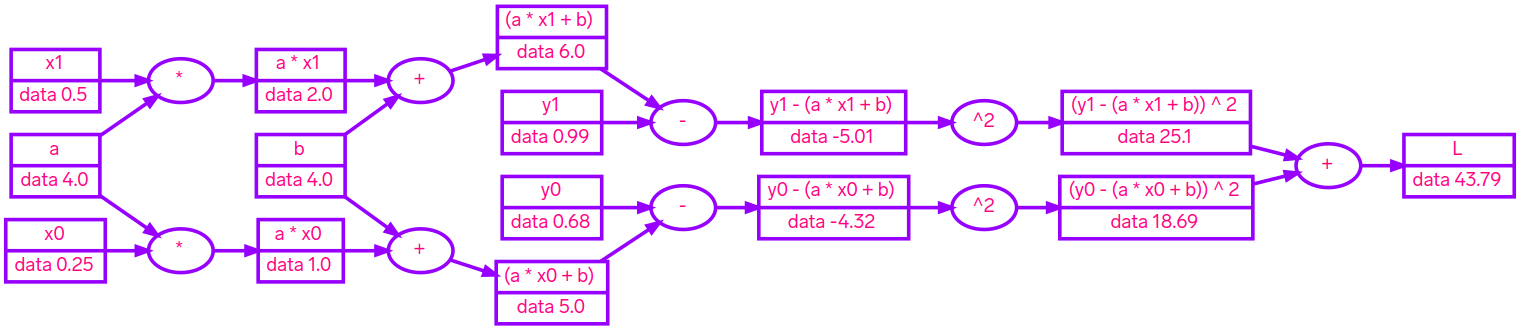 (a * x1 + b)
data 6.0
x1
data 0.5
*
a * x1
data 2.0
+
y1
data 0.99
-
y1 - (a * x1 + b)
data -5.01
^2
(y1 - (a * x1 + b)) ^ 2
data 25.1
a
data 4.0
b
data 4.0
+
L
data 43.79
y0
data 0.68
-
y0 - (a * x0 + b)
data -4.32
^2
(y0 - (a * x0 + b)) ^ 2
data 18.69
x0
data 0.25
*
a * x0
data 1.0
+
(a * x0 + b)
data 5.0